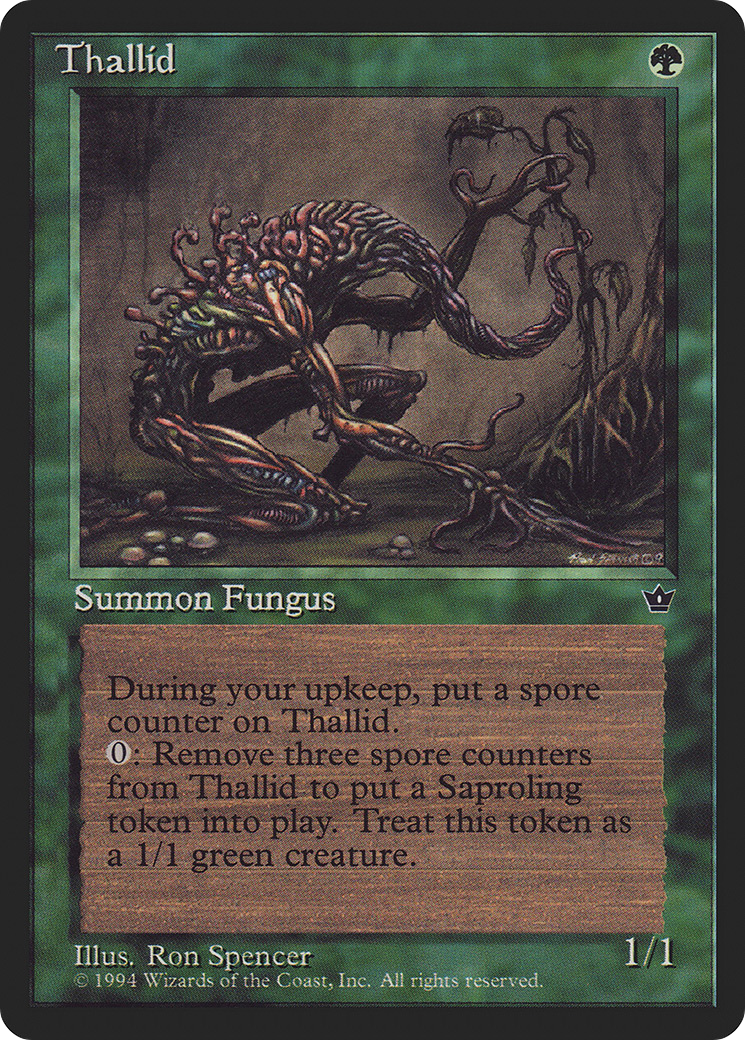 Thallid
Summon Fungus
During your upkeep, put a spore
counter on Thallid.
0: Remove three spore counters
from Thallid to put a Saproling
token into play. Treat this token as
a 1/1 green creature.
Illus. Ron Spencer
1/1
© 1994 Wizards of the Coast, Inc. All rights reserved.